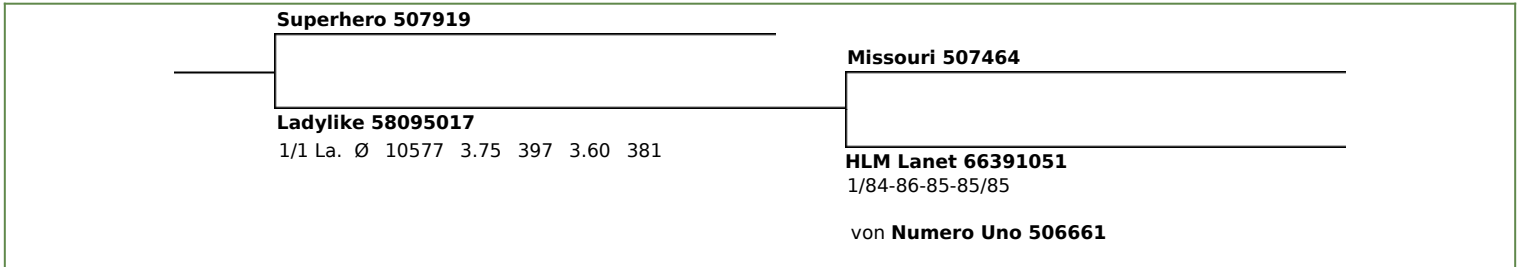 Superhero 507919
Missouri 507464
Ladylike 58095017
1/1 La. Ø 10577 3.75 397 3.60 381
HLM Lanet 66391051
1/84-86-85-85/85
von Numero Uno 506661